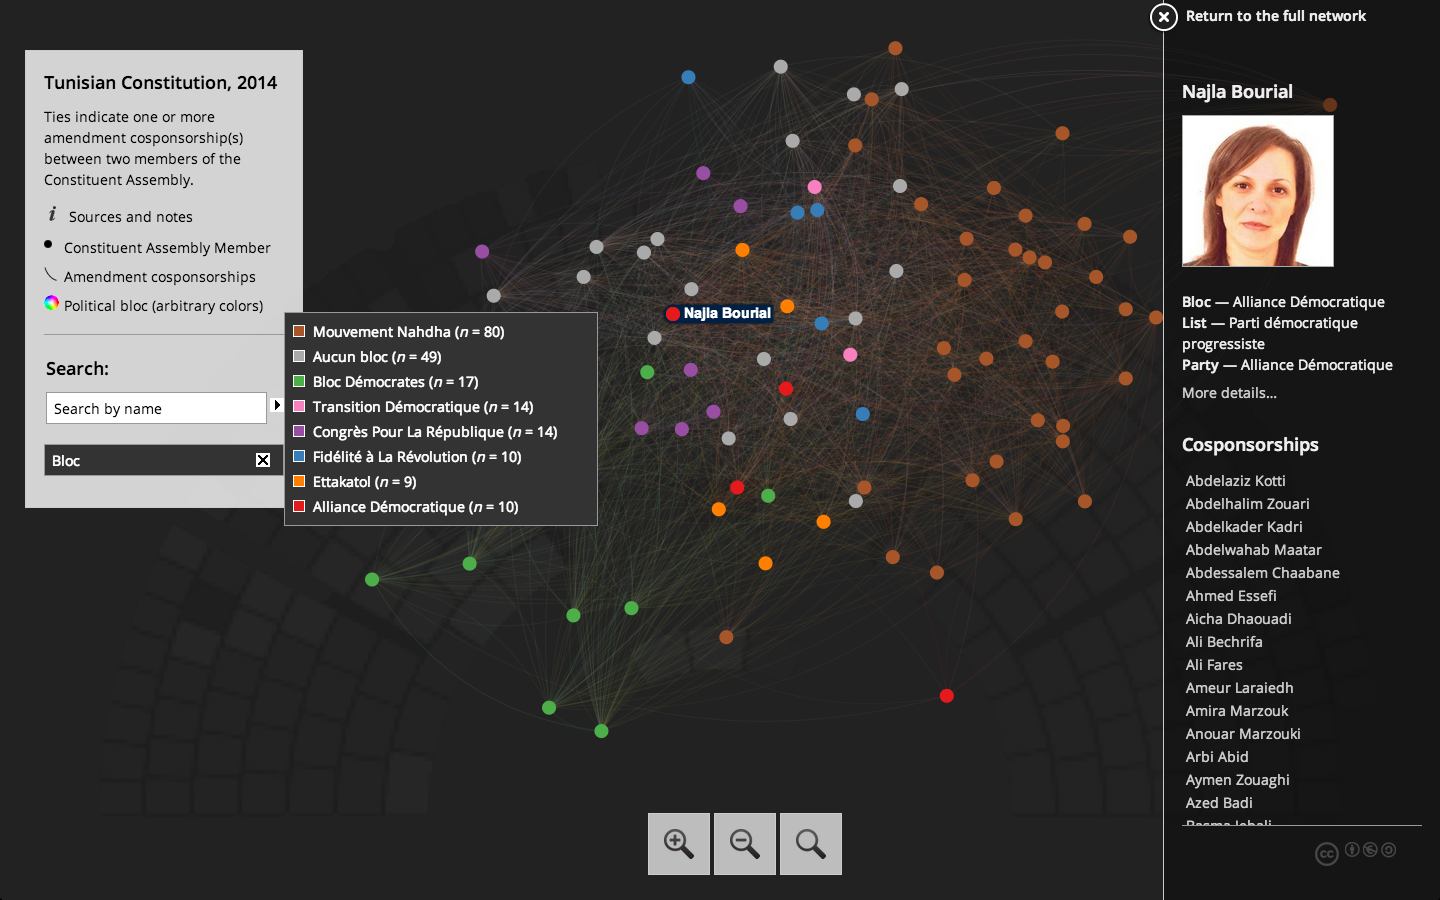 Return to the full network
Tunisian Constitution, 2014
Ties indicate one or more
amendment cosponsorship(s)
between two members of the
Constituent Assembly.
i Sources and notes
Constituent Assembly Member
Amendment cosponsorships
Political bloc (arbitrary colors)
Search:
Search by name
Bloc
Mouvement Nahdha (n = 80)
Aucun bloc (n = 49)
Bloc Démocrates (n = 17)
Transition Démocratique (n = 14)
Congrès Pour La République (n = 14)
Fidélité à La Révolution (n = 10)
Ettakatol (n = 9)
Alliance Démocratique (n = 10)
Najla Bourial
Najla Bourial
Bloc — Alliance Démocratique
List — Parti démocratique
progressiste
Party — Alliance Démocratique
More details...
Cosponsorships
Abdelaziz Kotti
Abdelhalim Zouari
Abdelkader Kadri
Abdelwahab Maatar
Abdessalem Chaabane
Ahmed Essefi
Aicha Dhaouadi
Ali Bechrifa
Ali Fares
Ameur Laraiedh
Amira Marzouk
Anouar Marzouki
Arbi Abid
Aymen Zouaghi
Azed Badi
cc